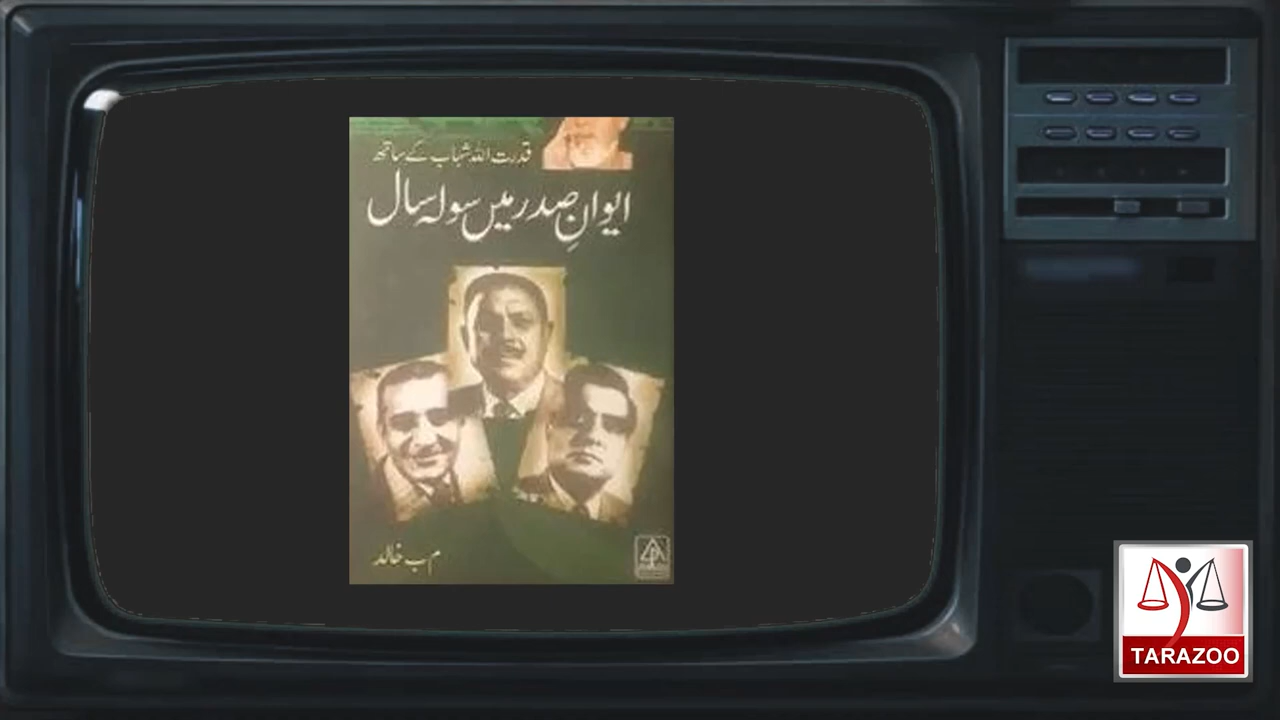 قدرت اللہ شہاب کے ساتھ
ایوانِ صدر میں سولہ سال
م ب خالد
TARAZOO